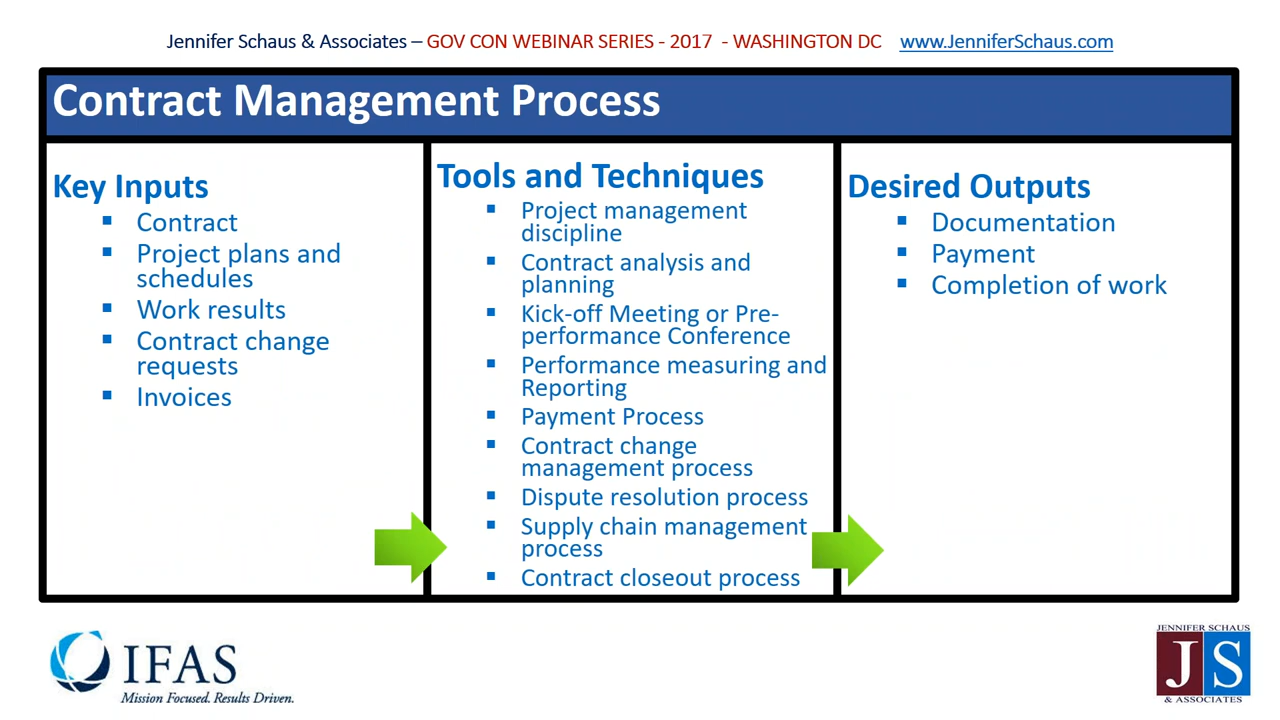 Jennifer Schaus & Associates – GOV CON WEBINAR SERIES - 2017 - WASHINGTON DC www.JenniferSchaus.com
Contract Management Process
Key Inputs
▪ Contract
▪ Project plans and
schedules
▪ Work results
▪ Contract change
requests
▪ Invoices
Tools and Techniques
▪ Project management
discipline
▪ Contract analysis and
planning
▪ Kick-off Meeting or Pre-
performance Conference
▪ Performance measuring and
Reporting
▪ Payment Process
▪ Contract change
management process
▪ Dispute resolution process
▪ Supply chain management
process
▪ Contract closeout process
Desired Outputs
▪ Documentation
▪ Payment
▪ Completion of work
IFAS
Mission Focused. Results Driven.
JENNIFER SCHAUS
J S
& ASSOCIATES